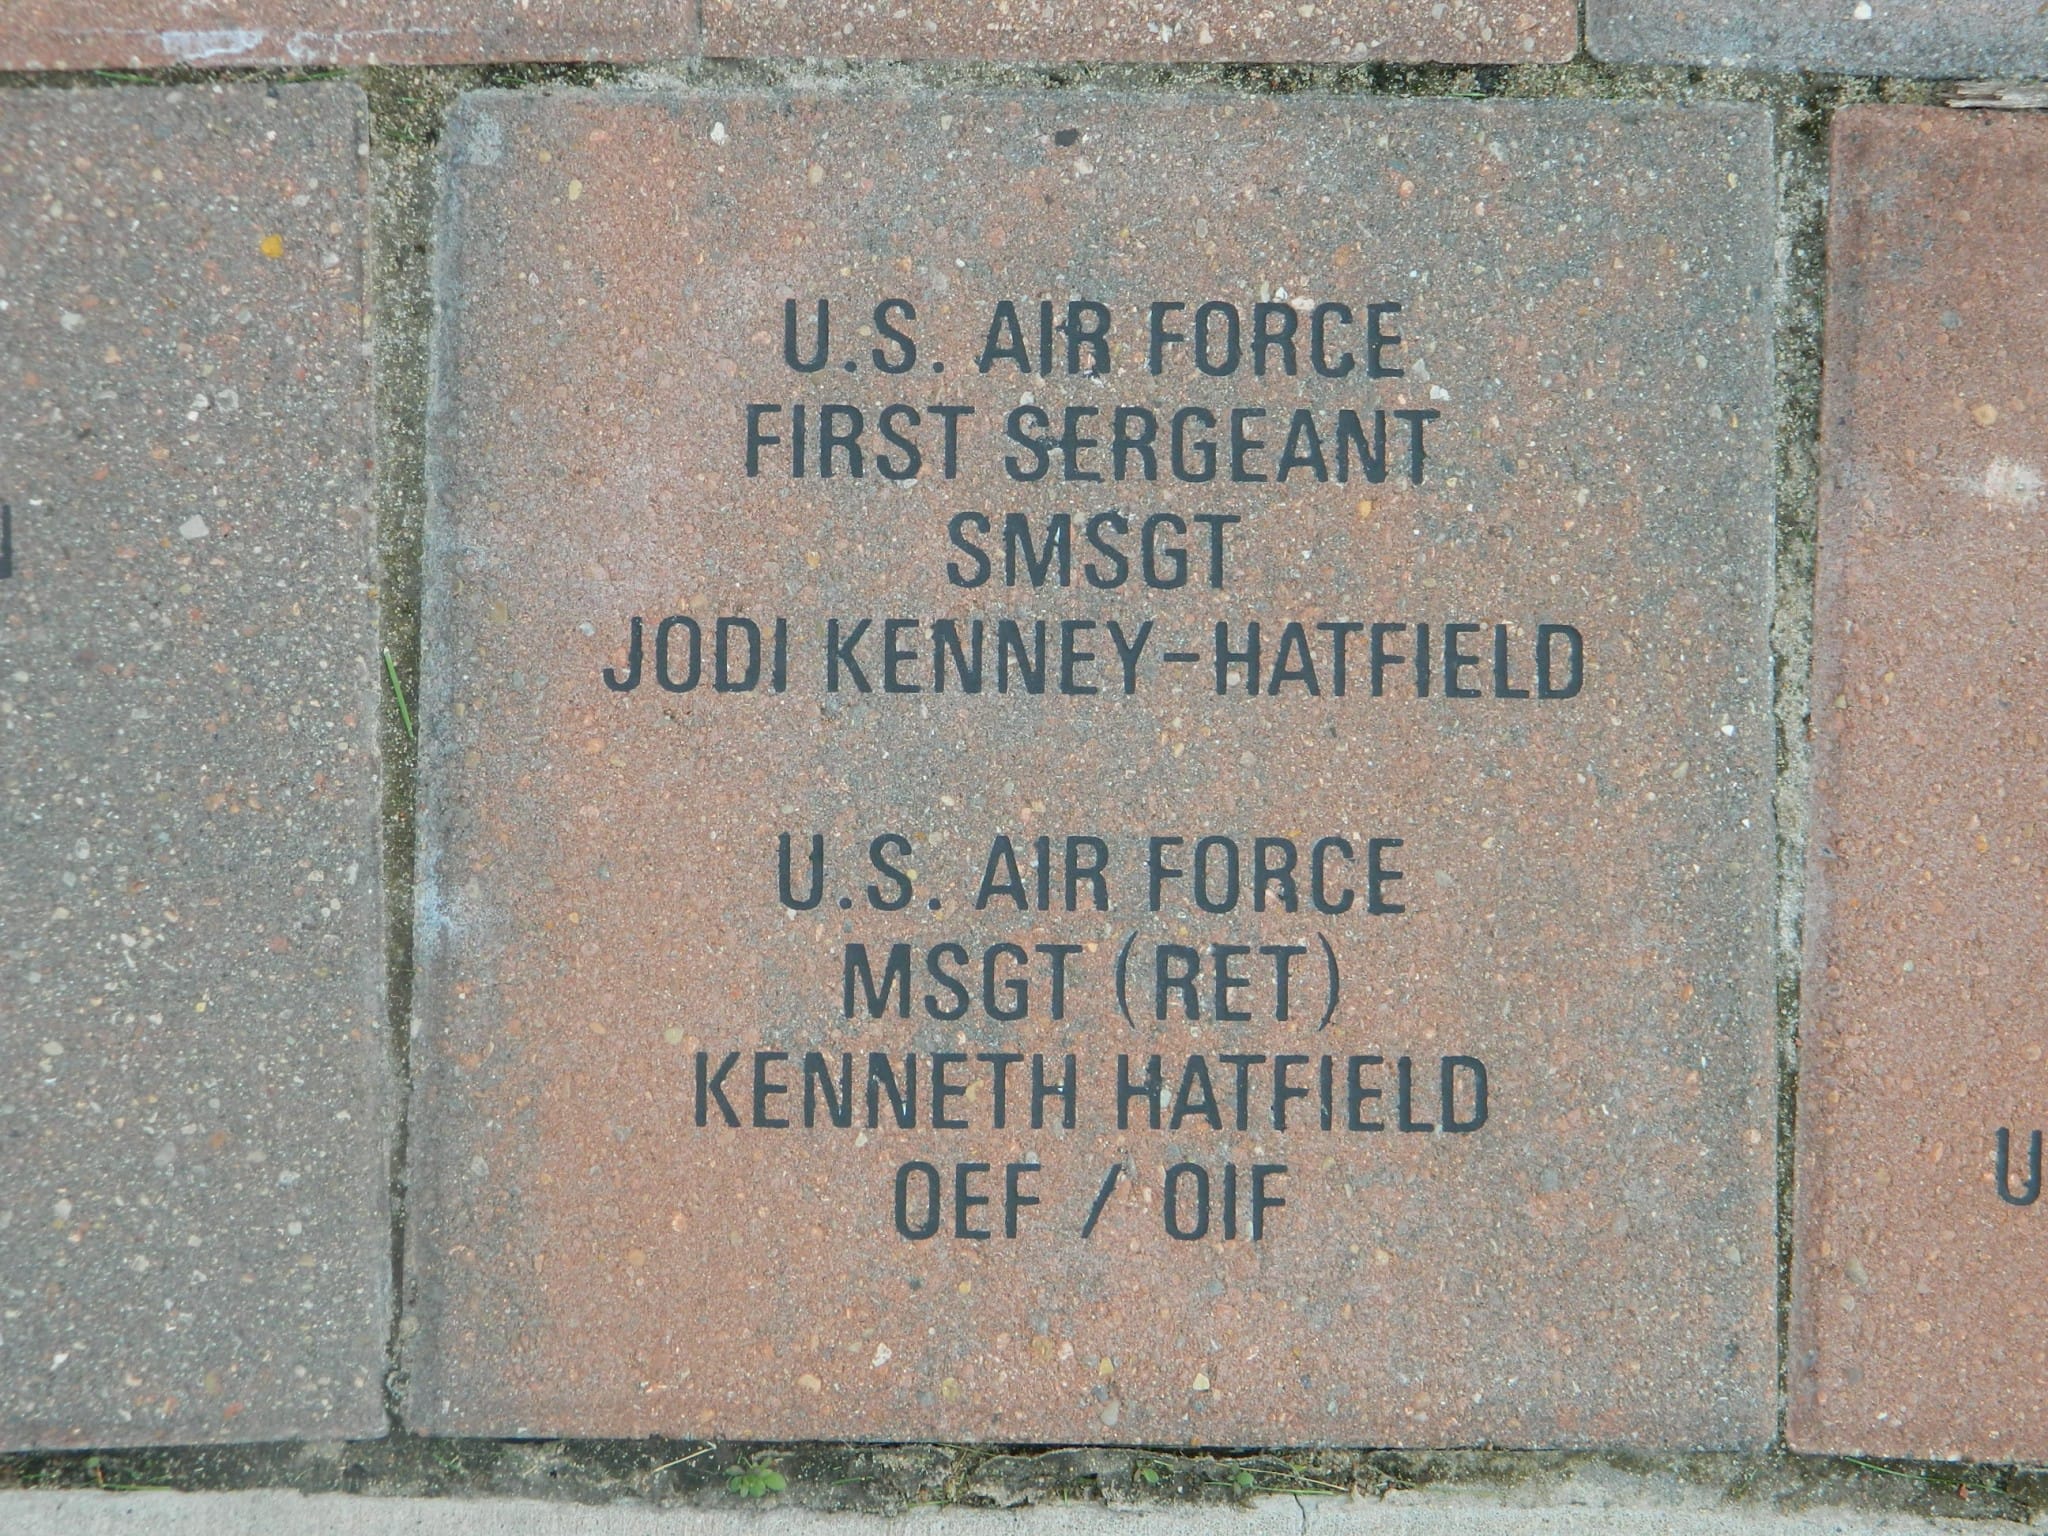 U.S. AIR FORCE
FIRST SERGEANT
SMSGT
JODI KENNEY-HATFIELD
U.S. AIR FORCE
MSGT (RET)
KENNETH HATFIELD
OEF / OIF
U